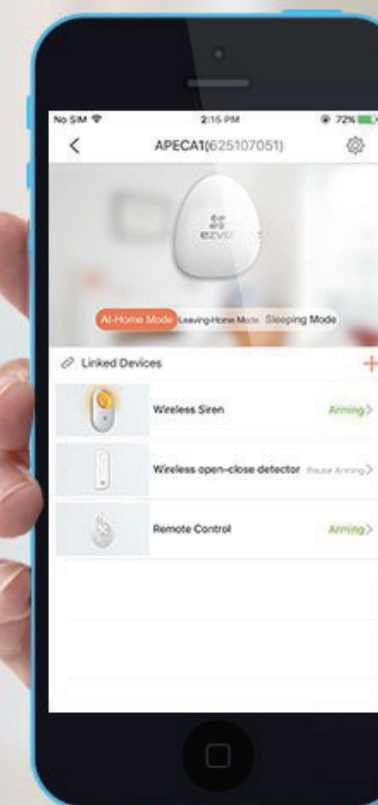 No SIM 2:15 PM 72%
APECA1(625107051)
EZVIZ
At-Home Mode Leaving-Home Mode Sleeping Mode
Linked Devices
Wireless Siren Arming
Wireless open-close detector Pause Arming
Remote Control Arming